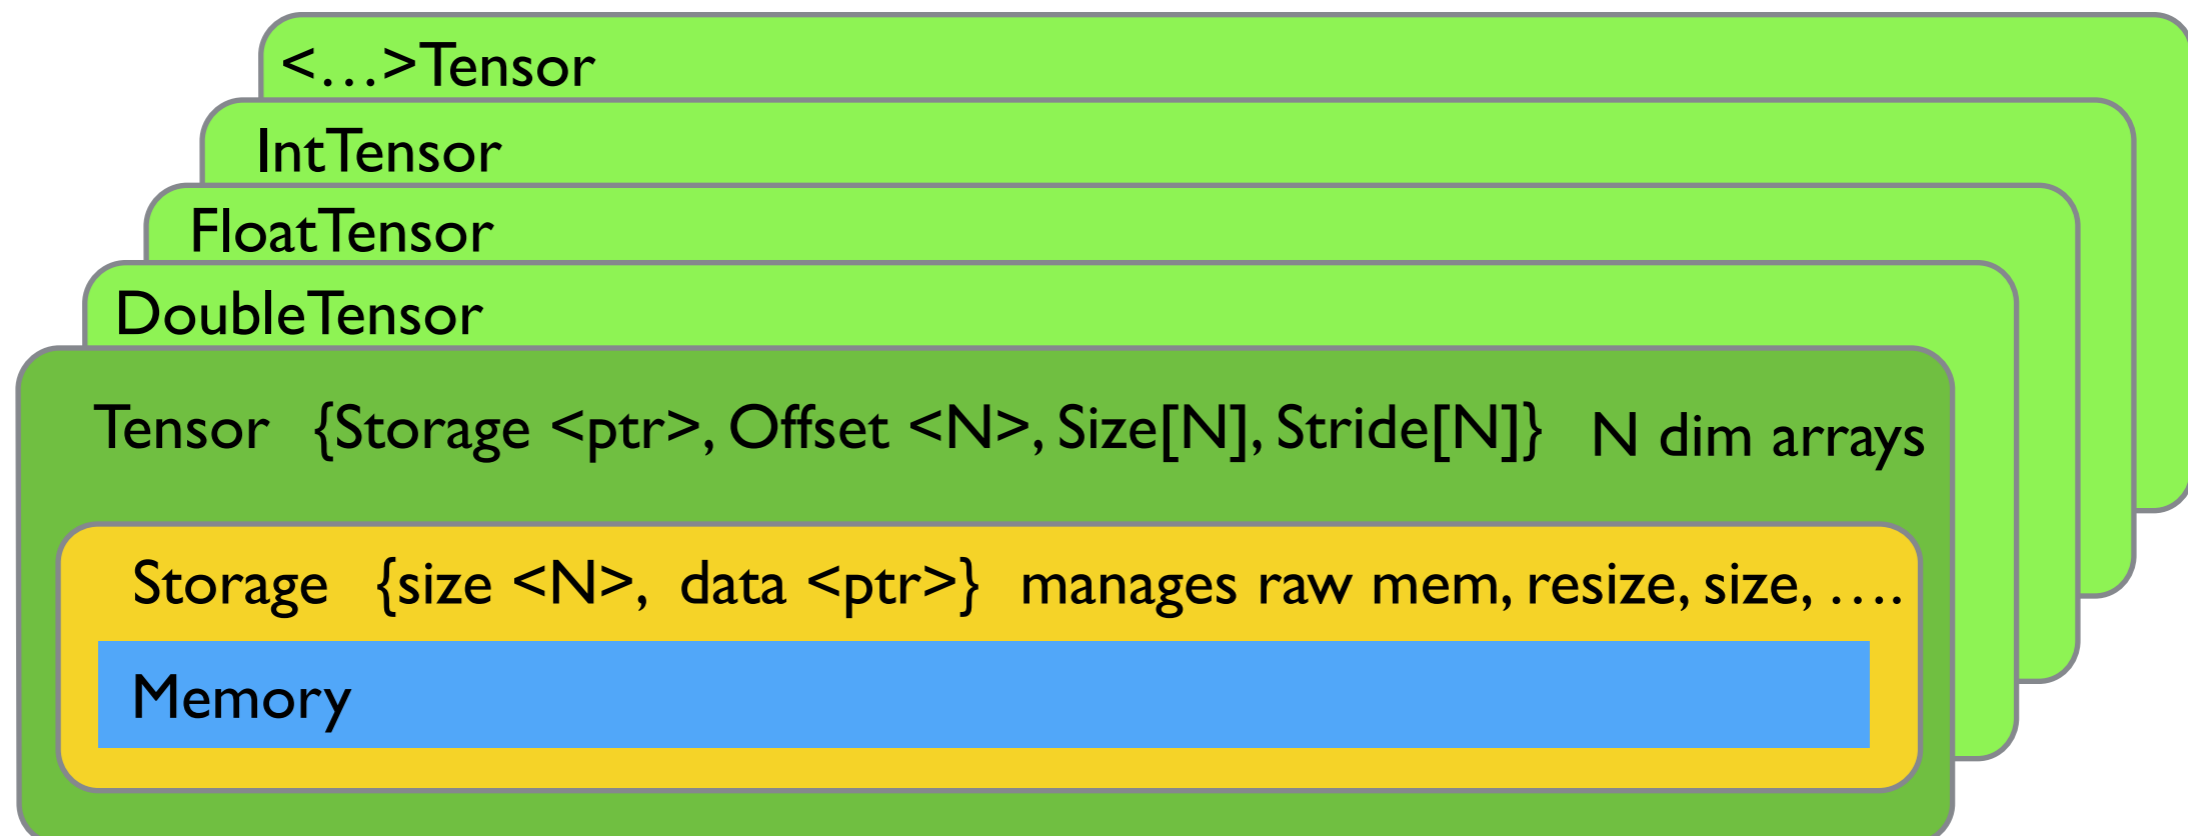 <...>Tensor
IntTensor
FloatTensor
DoubleTensor
Tensor {Storage <ptr>, Offset <N>, Size[N], Stride[N]} N dim arrays
Storage {size <N>, data <ptr>} manages raw mem, resize, size, ....
Memory